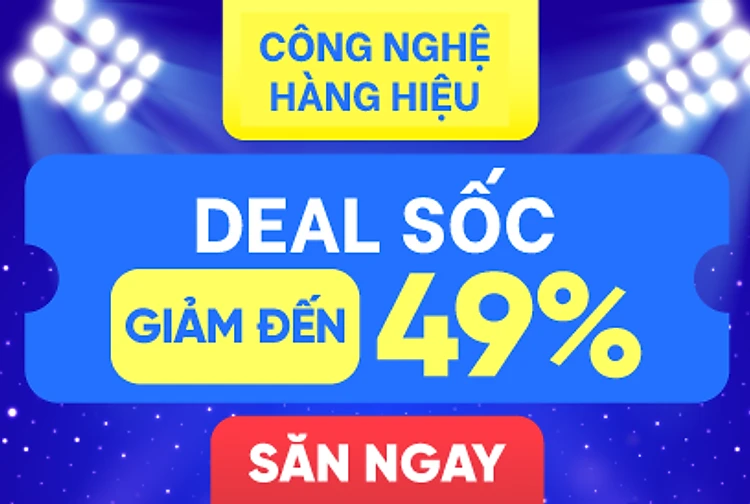 CÔNG NGHỆ
HÀNG HIỆU
DEAL SỐC
GIẢM ĐẾN 49%
SĂN NGAY